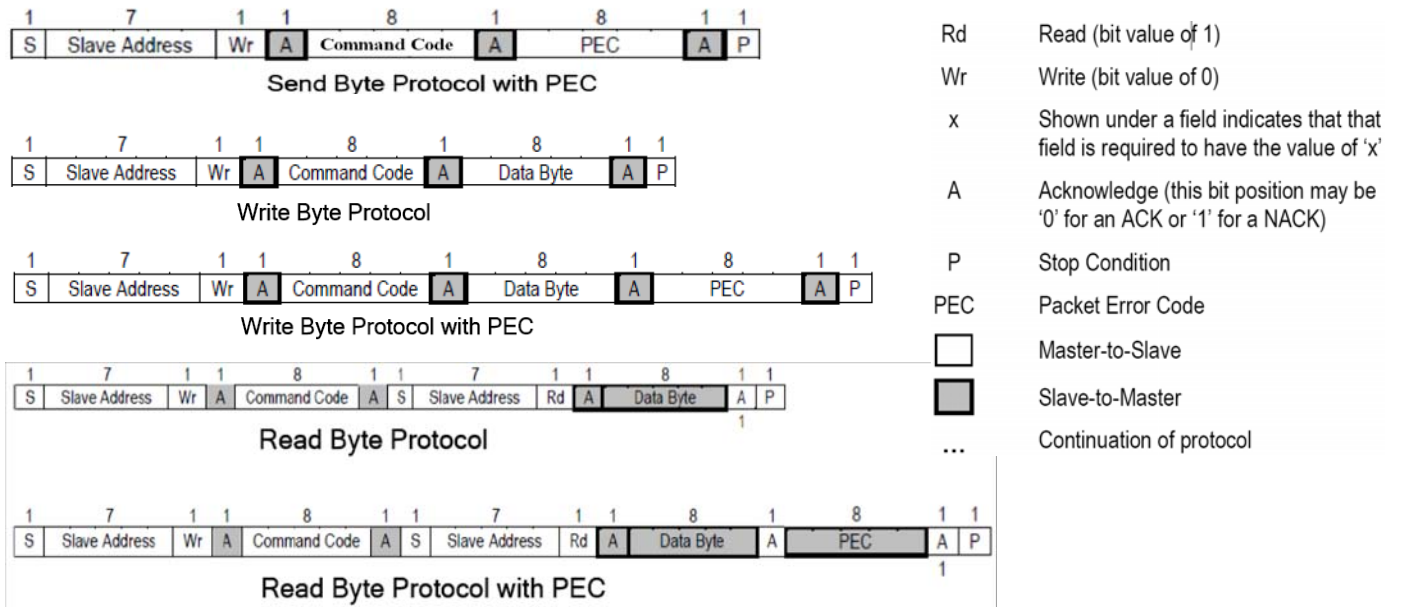 1 7 1 1 8 1 8 1 1
S Slave Address Wr A Command Code A PEC A P
Send Byte Protocol with PEC
1 7 1 1 8 1 8 1 1
S Slave Address Wr A Command Code A Data Byte A P
Write Byte Protocol
1 7 1 1 8 1 8 1 8 1 1
S Slave Address Wr A Command Code A Data Byte A PEC A P
Write Byte Protocol with PEC
1 7 1 1 8 1 1 7 1 1 8 1 1
S Slave Address Wr A Command Code A S Slave Address Rd A Data Byte A P
1
Read Byte Protocol
1 7 1 1 8 1 1 7 1 1 8 1 8 1 1
S Slave Address Wr A Command Code A S Slave Address Rd A Data Byte A PEC A P
1
Read Byte Protocol with PEC
Rd Read (bit value of 1)
Wr Write (bit value of 0)
x Shown under a field indicates that that
field is required to have the value of ‘x’
A Acknowledge (this bit position may be
‘0’ for an ACK or ‘1’ for a NACK)
P Stop Condition
PEC Packet Error Code
Master-to-Slave
Slave-to-Master
... Continuation of protocol